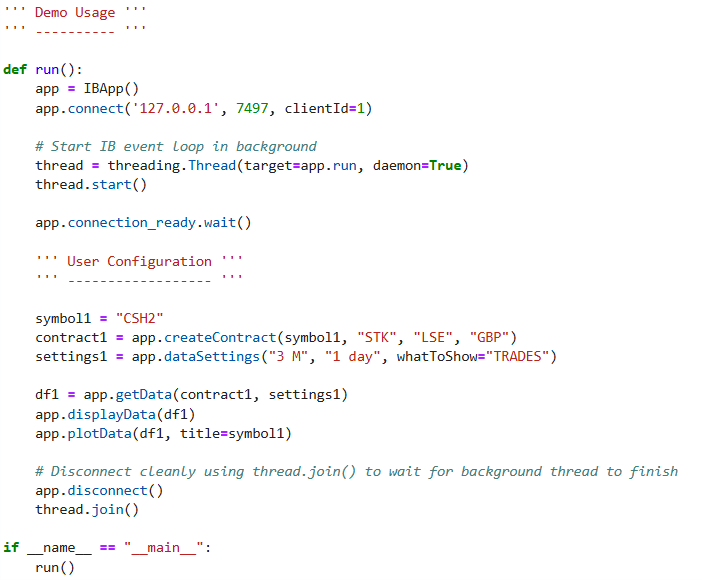 ''' Demo Usage '''
''' ---------- '''
def run():
    app = IBApp()
    app.connect('127.0.0.1', 7497, clientId=1)
    # Start IB event loop in background
    thread = threading.Thread(target=app.run, daemon=True)
    thread.start()
    app.connection_ready.wait()
    ''' User Configuration '''
    ''' ------------------ '''
    symbol1 = "CSH2"
    contract1 = app.createContract(symbol1, "STK", "LSE", "GBP")
    settings1 = app.dataSettings("3 M", "1 day", whatToShow="TRADES")
    df1 = app.getData(contract1, settings1)
    app.displayData(df1)
    app.plotData(df1, title=symbol1)
    # Disconnect cleanly using thread.join() to wait for background thread to finish
    app.disconnect()
    thread.join()
if __name__ == "__main__":
    run()